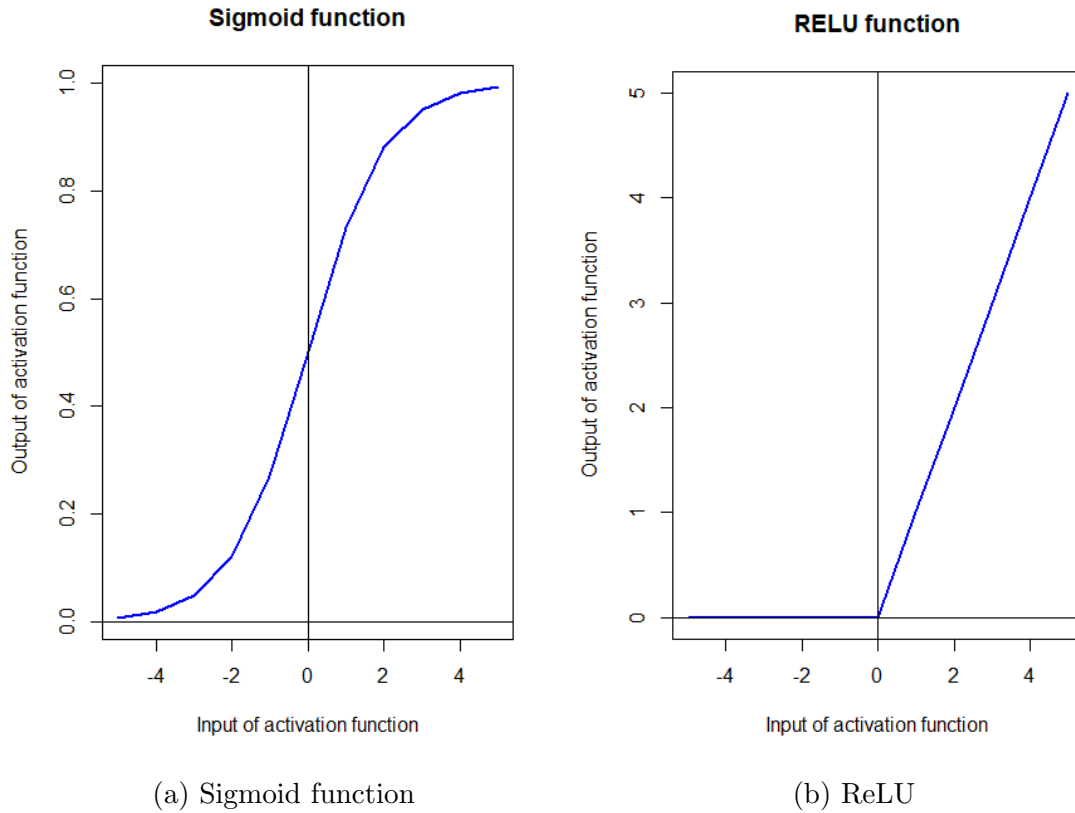 Sigmoid function
1.0
0.8
0.6
0.4
0.2
0.0
Output of activation function
-4 -2 0 2 4
Input of activation function
(a) Sigmoid function
RELU function
5
4
3
2
1
0
Output of activation function
-4 -2 0 2 4
Input of activation function
(b) ReLU